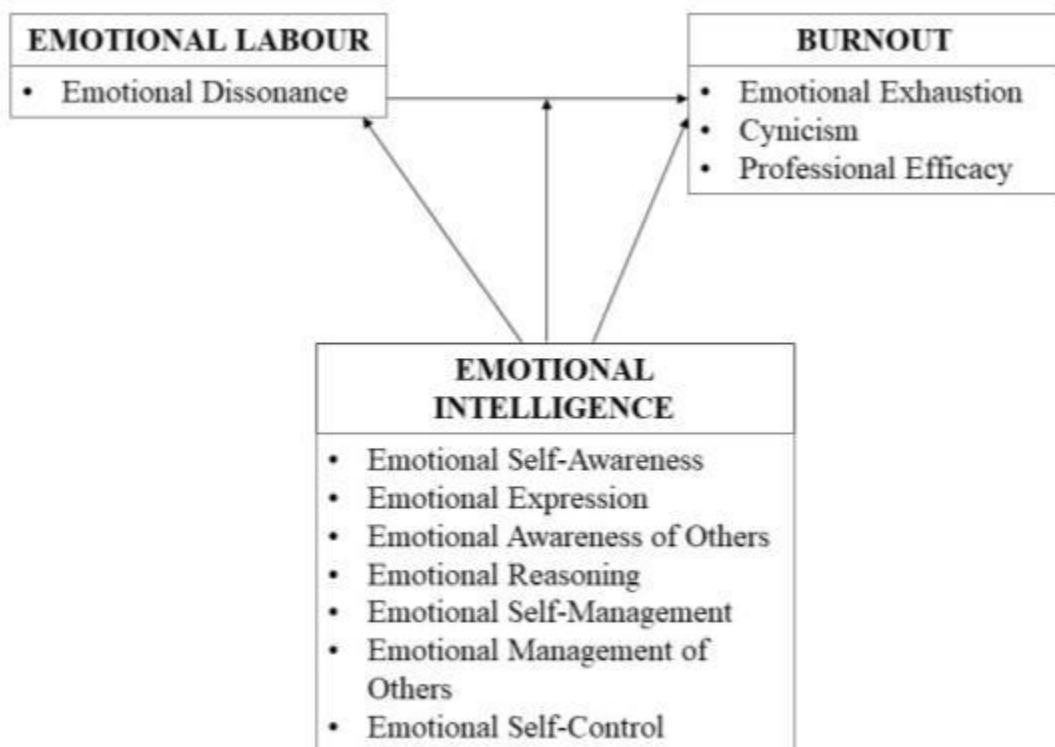 EMOTIONAL LABOUR
• Emotional Dissonance
BURNOUT
• Emotional Exhaustion
• Cynicism
• Professional Efficacy
EMOTIONAL
INTELLIGENCE
• Emotional Self-Awareness
• Emotional Expression
• Emotional Awareness of Others
• Emotional Reasoning
• Emotional Self-Management
• Emotional Management of
Others
• Emotional Self-Control